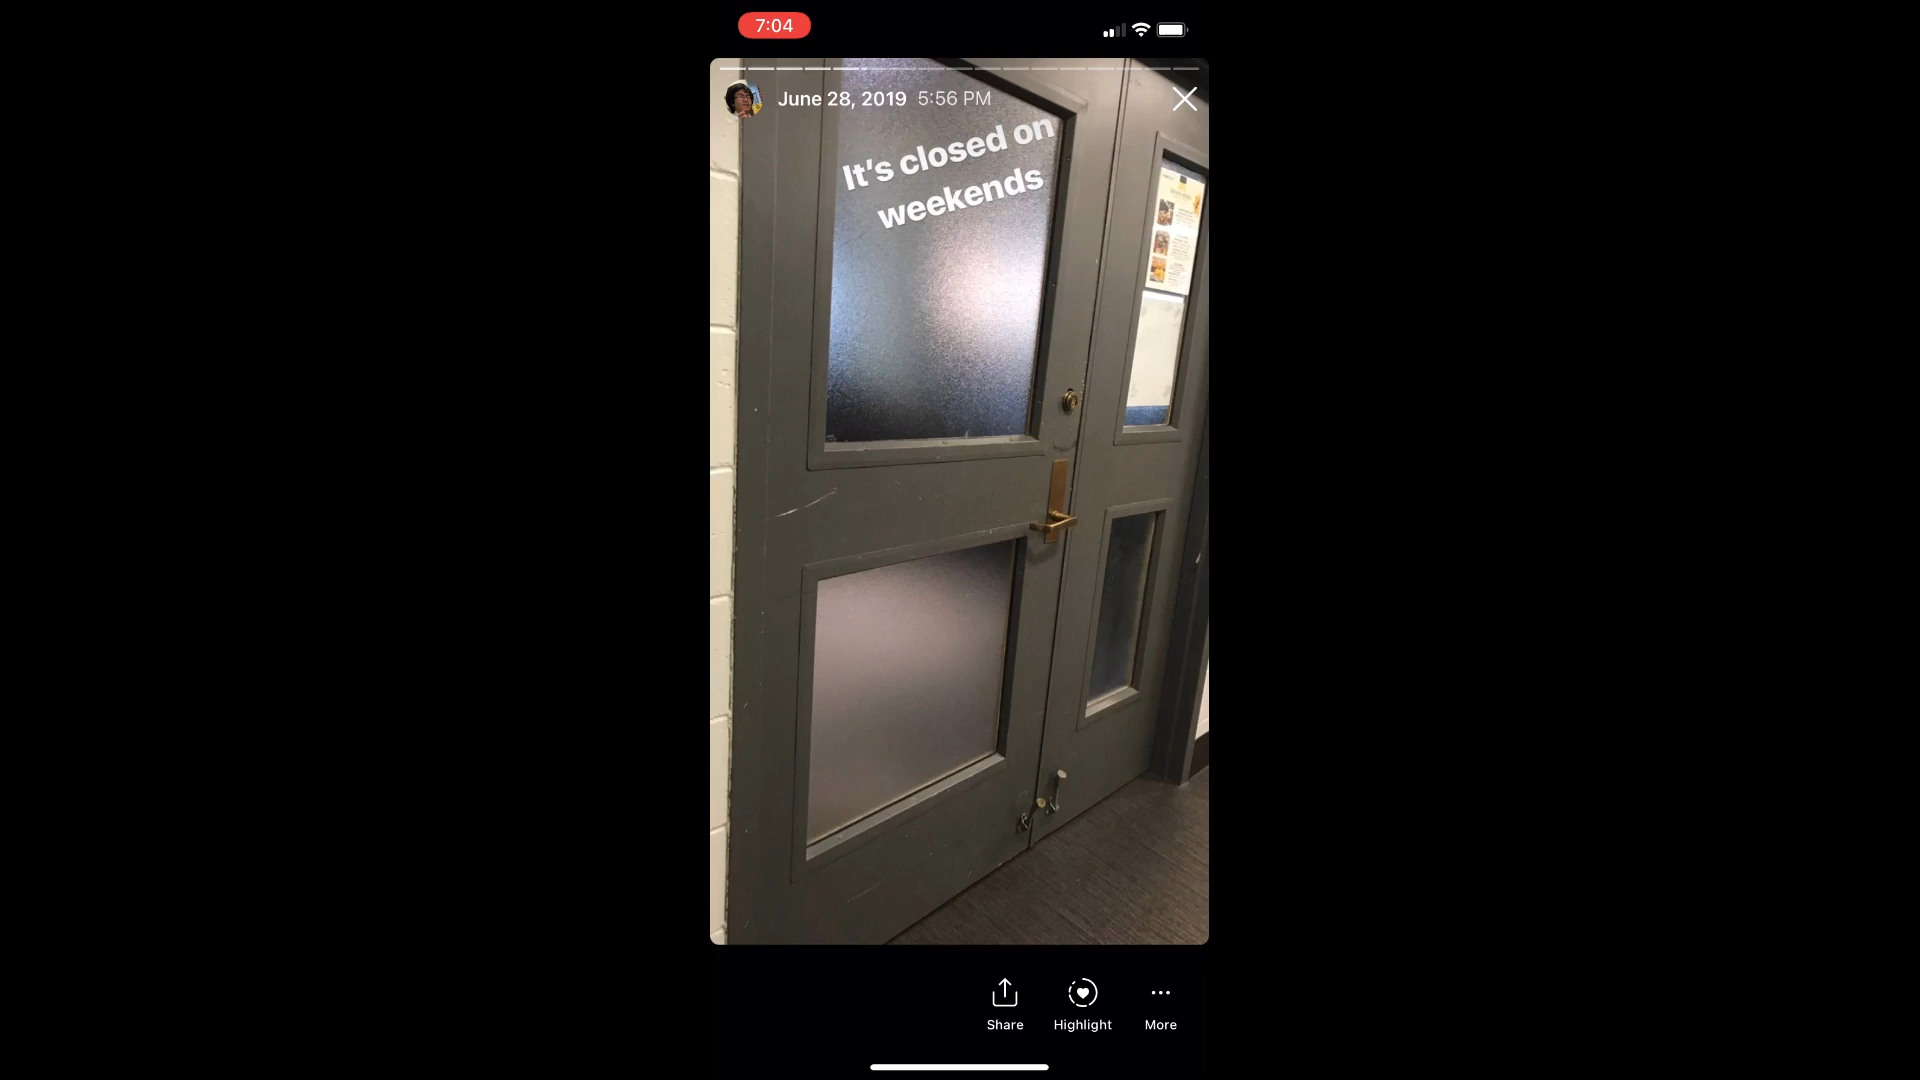 7:04
June 28, 2019 5:56 PM
It's closed on
weekends
Share
Highlight
More